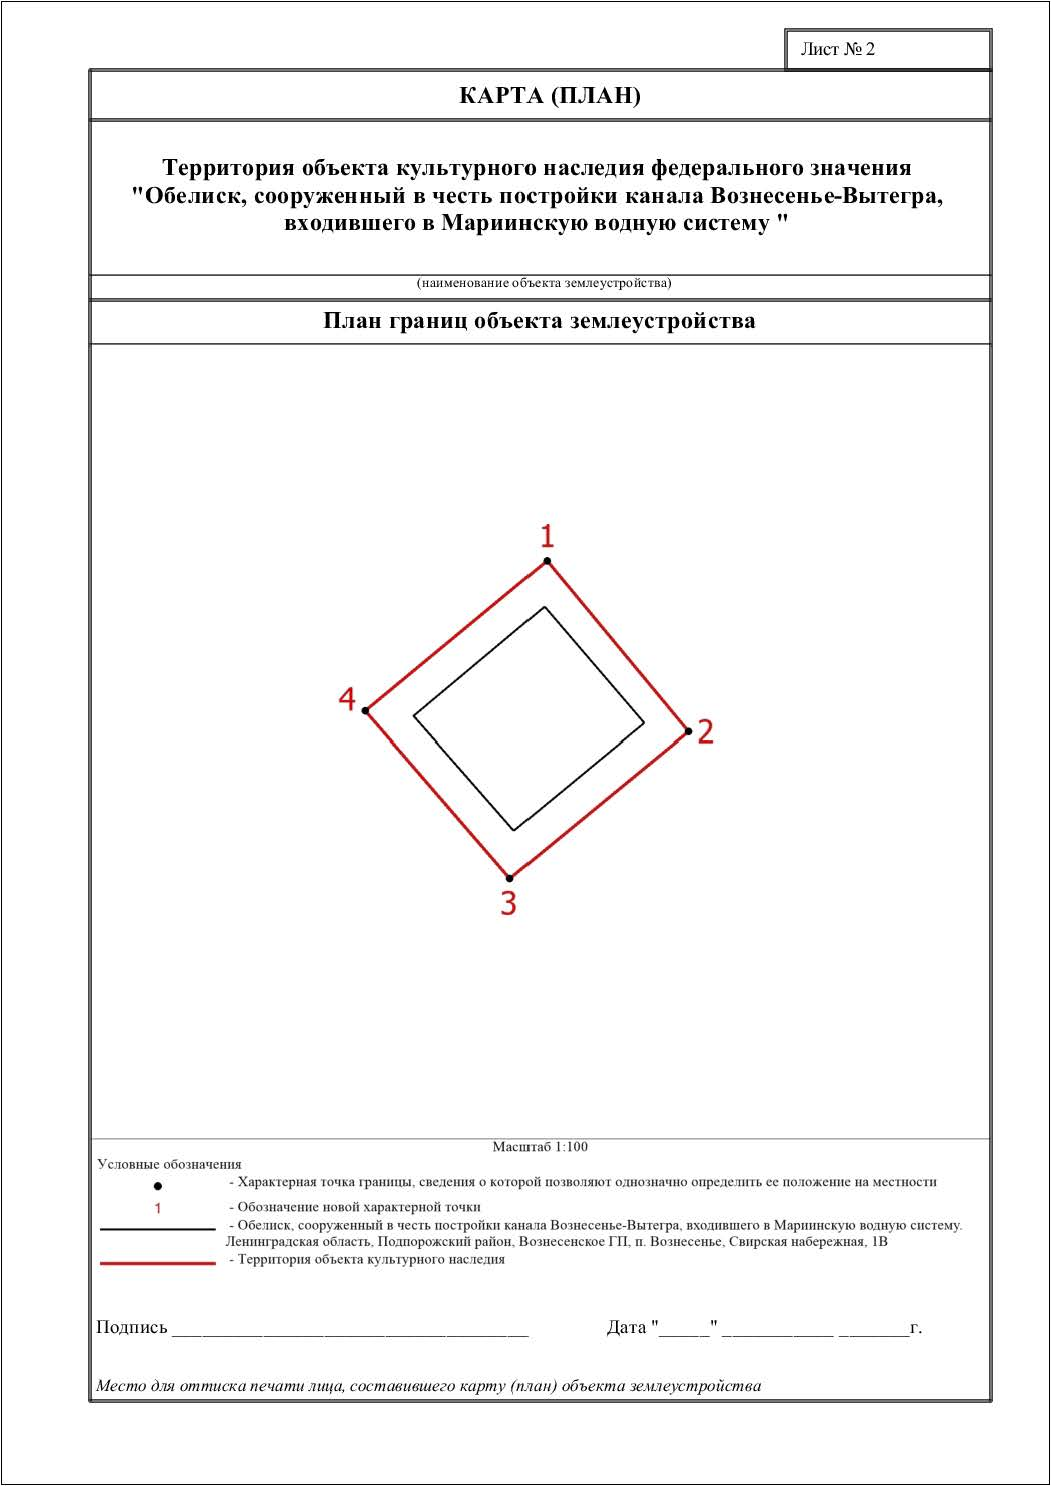 Лист № 2
КАРТА (ПЛАН)
Территория объекта культурного наследия федерального значения
"Обелиск, сооруженный в честь постройки канала Вознесенье-Вытегра,
входившего в Мариинскую водную систему "
(наименование объекта землеустройства)
План границ объекта землеустройства
1
4
2
3
Масштаб 1:100
Условные обозначения
- Характерная точка границы, сведения о которой позволяют однозначно определить ее положение на местности
1 - Обозначение новой характерной точки
- Обелиск, сооруженный в честь постройки канала Вознесенье-Вытегра, входившего в Мариинскую водную систему.
Ленинградская область, Подпорожский район, Вознесенское ГП, п. Вознесенье, Свирская набережная, 1В
- Территория объекта культурного наследия
Подпись ___________________________________ Дата "_____" ___________ _______г.
Место для оттиска печати лица, составившего карту (план) объекта землеустройства